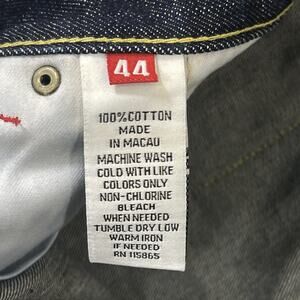 44
100%COTTON
MADE
IN MACAU
MACHINE WASH
COLD WITH LIKE
COLORS ONLY
NON-CHLORINE
BLEACH
WHEN NEEDED
TUMBLE DRY LOW
WARM IRON
IF NEEDED
RN 115865